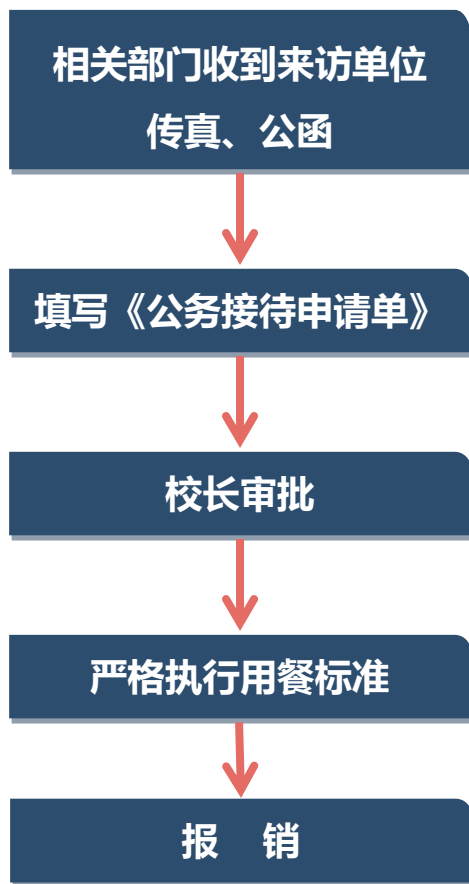 相关部门收到来访单位
传真、公函
填写《公务接待申请单》
校长审批
严格执行用餐标准
报 销